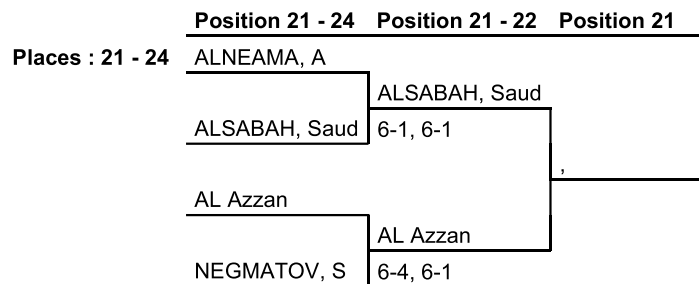 Position 21 - 24 Position 21 - 22 Position 21
Places : 21 - 24 ALNEAMA, A
ALSABAH, Saud
ALSABAH, Saud 6-1, 6-1
,
AL Azzan
AL Azzan
NEGMATOV, S 6-4, 6-1